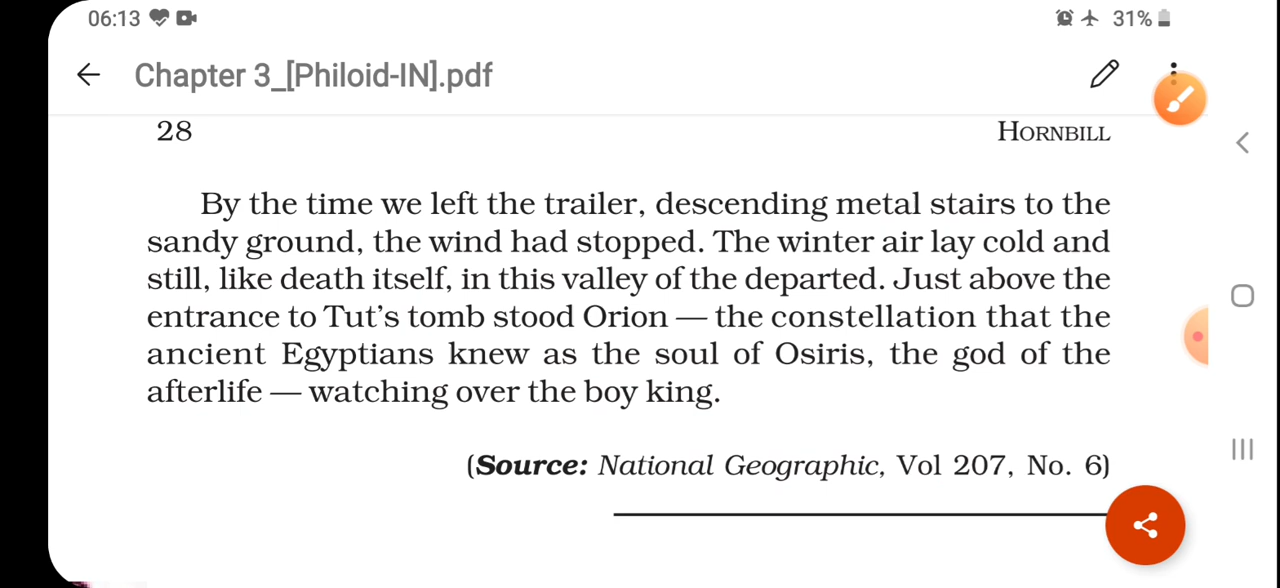 06:13 31%
Chapter 3_[Philoid-IN].pdf
28 HORNBILL
By the time we left the trailer, descending metal stairs to the
sandy ground, the wind had stopped. The winter air lay cold and
still, like death itself, in this valley of the departed. Just above the
entrance to Tut’s tomb stood Orion — the constellation that the
ancient Egyptians knew as the soul of Osiris, the god of the
afterlife — watching over the boy king.
(Source: National Geographic, Vol 207, No. 6)